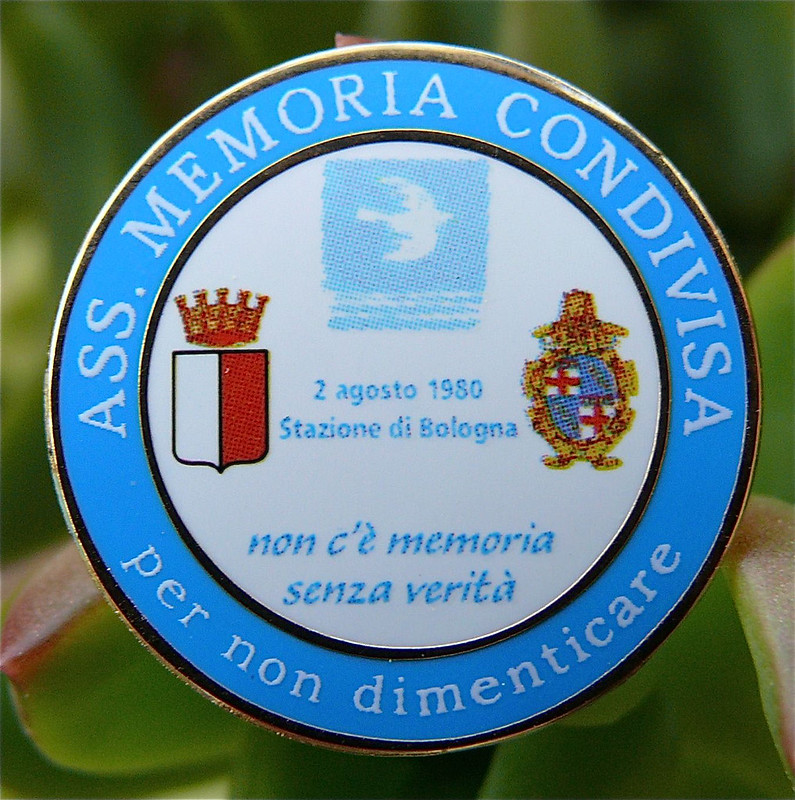 ASS. MEMORIA CONDIVISA
2 agosto 1980
Stazione di Bologna
non c'è memoria
senza verità
per non dimenticare